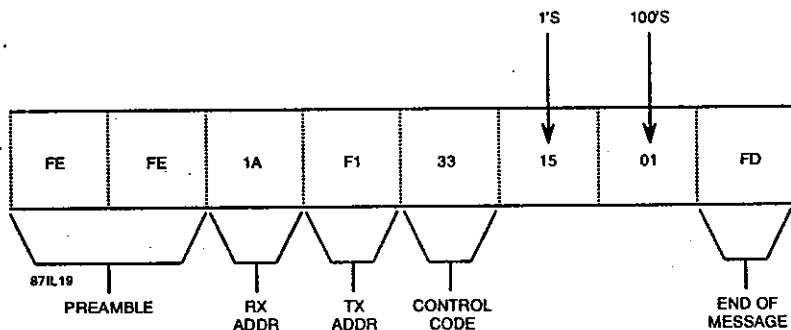 1'S 100'S
FE FE 1A F1 33 15 01 FD
87IL19
PREAMBLE RX ADDR TX ADDR CONTROL CODE END OF MESSAGE